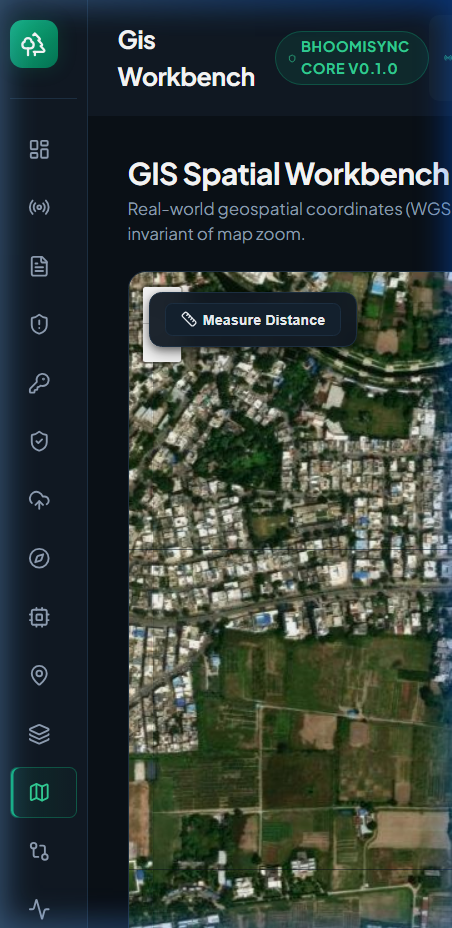 Gis
Workbench
BHOOMISYNC
CORE V0.1.0
GIS Spatial Workbench
Real-world geospatial coordinates (WGS
invariant of map zoom.
Measure Distance